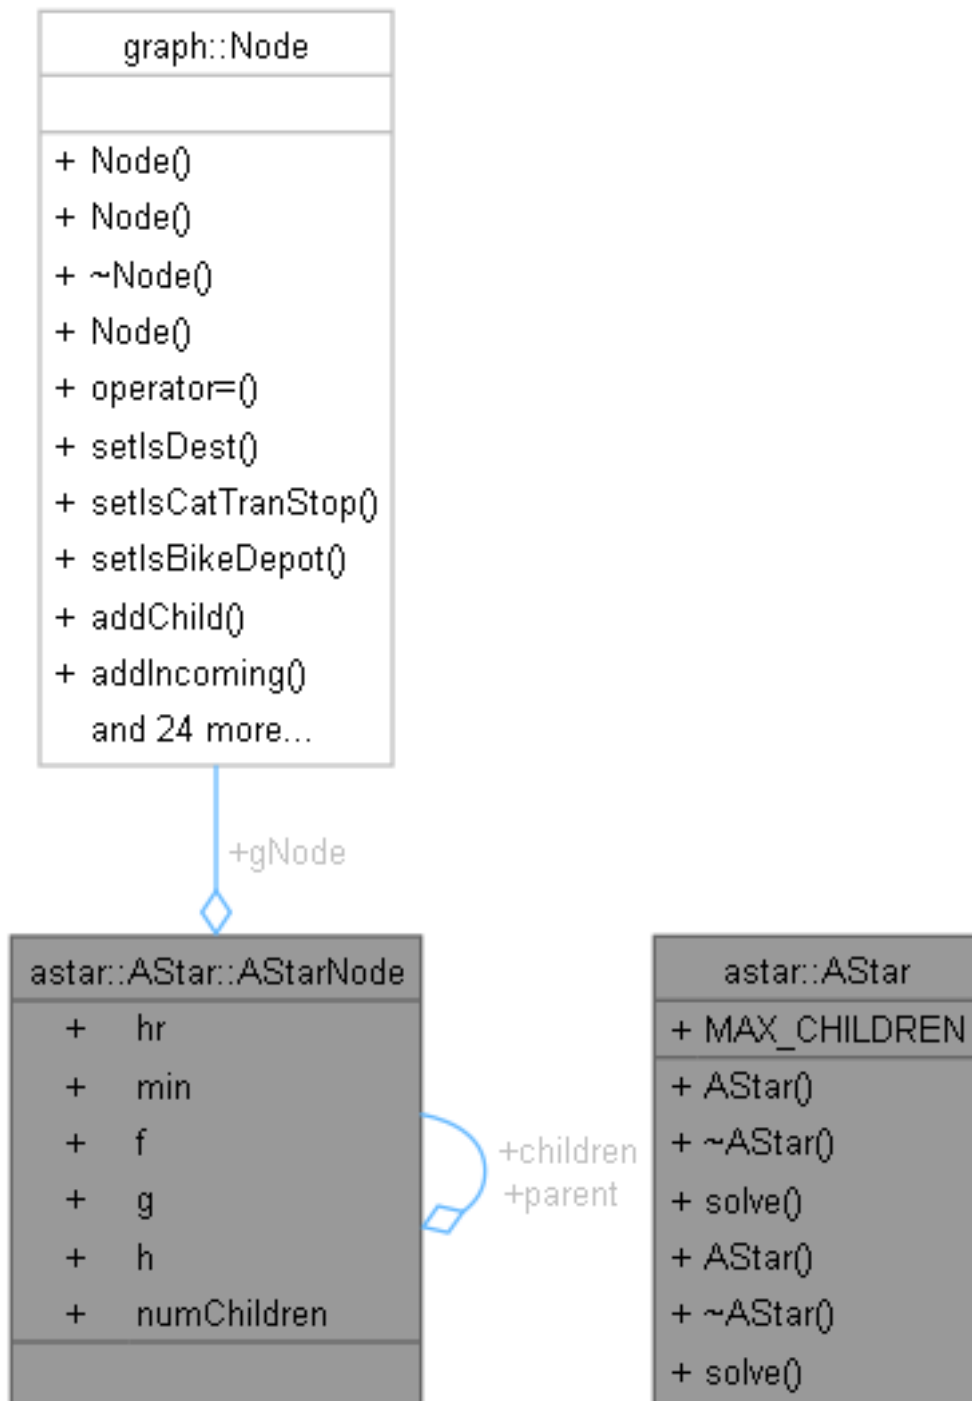 graph::Node
+ Node()
+ Node()
+ ~Node()
+ Node()
+ operator=()
+ setIsDest()
+ setIsCatTranStop()
+ setIsBikeDepot()
+ addChild()
+ addIncoming()
and 24 more...
+gNode
astar::AStar::AStarNode
+ hr
+ min
+ f
+ g
+ h
+ numChildren
+children
+parent
astar::AStar
+ MAX_CHILDREN
+ AStar()
+ ~AStar()
+ solve()
+ AStar()
+ ~AStar()
+ solve()